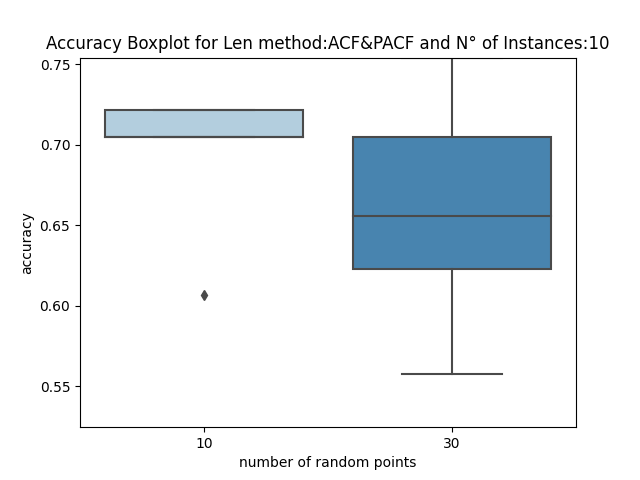 Accuracy Boxplot for Len method:ACF&PACF and N° of Instances:10
0.75
0.70
0.65
0.60
0.55
accuracy
10 30
number of random points